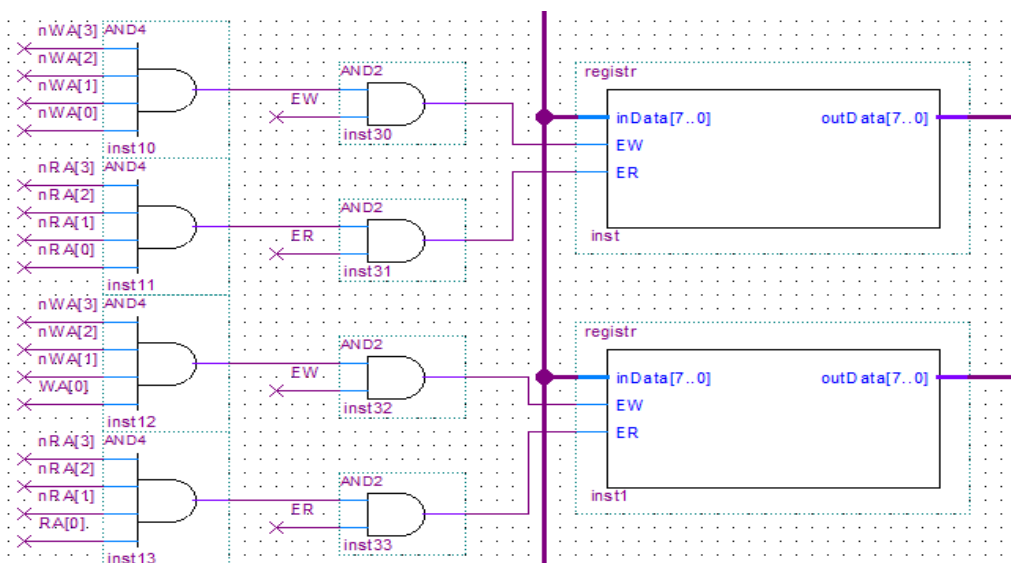 nWA[3] AND4
nWA[2]
nWA[1]
nWA[0]
inst10
AND2
EW
inst30
registr
inData[7..0] outData[7..0]
EW
ER
inst
nRA[3] AND4
nRA[2]
nRA[1]
nRA[0]
inst11
AND2
ER
inst31
nWA[3] AND4
nWA[2]
nWA[1]
WA[0]
inst12
AND2
EW
inst32
registr
inData[7..0] outData[7..0]
EW
ER
inst1
nRA[3] AND4
nRA[2]
nRA[1]
RA[0]
inst13
AND2
ER
inst33